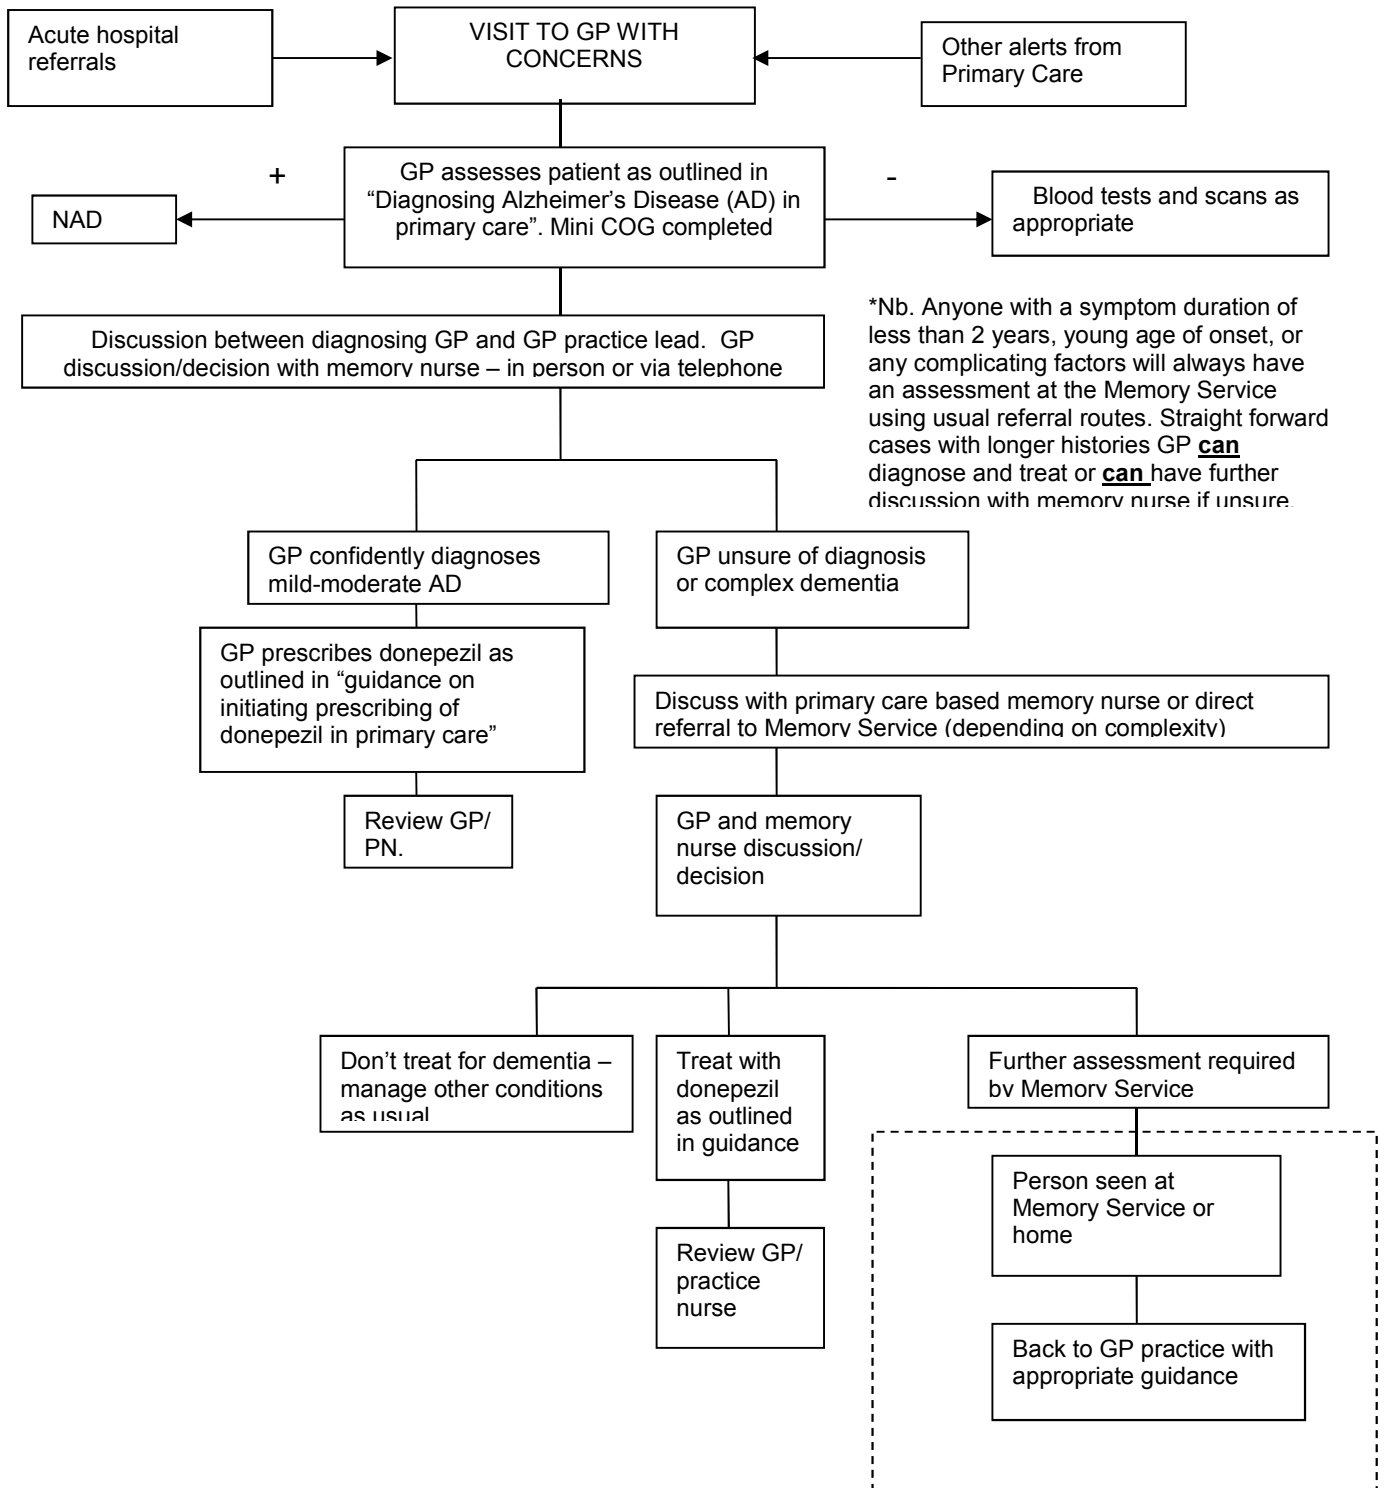 Acute hospital
referrals
VISIT TO GP WITH
CONCERNS
Other alerts from
Primary Care
+
GP assesses patient as outlined in
“Diagnosing Alzheimer’s Disease (AD) in
primary care”. Mini COG completed
-
NAD
Blood tests and scans as
appropriate
Discussion between diagnosing GP and GP practice lead. GP
discussion/decision with memory nurse – in person or via telephone
*Nb. Anyone with a symptom duration of
less than 2 years, young age of onset, or
any complicating factors will always have
an assessment at the Memory Service
using usual referral routes. Straight forward
cases with longer histories GP can
diagnose and treat or can have further
discussion with memory nurse if unsure.
GP confidently diagnoses
mild-moderate AD
GP unsure of diagnosis
or complex dementia
GP prescribes donepezil as
outlined in “guidance on
initiating prescribing of
donepezil in primary care”
Discuss with primary care based memory nurse or direct
referral to Memory Service (depending on complexity)
Review GP/
PN.
GP and memory
nurse discussion/
decision
Don’t treat for dementia –
manage other conditions
as usual
Treat with
donepezil
as outlined
in guidance
Further assessment required
by Memory Service
Person seen at
Memory Service or
home
Review GP/
practice
nurse
Back to GP practice with
appropriate guidance